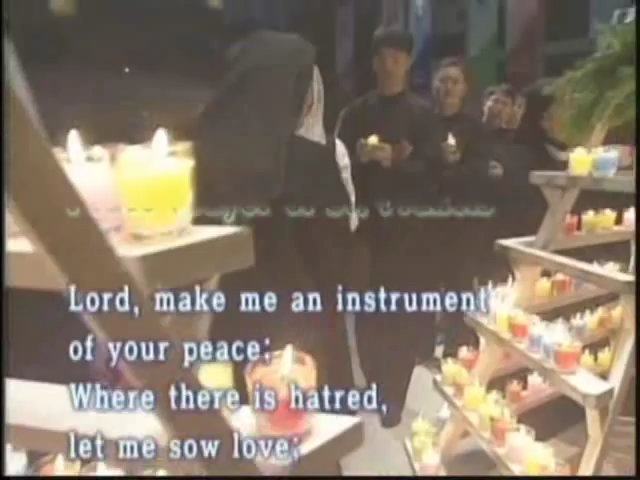 Lord, make me an instrument
of your peace;
Where there is hatred,
let me sow love;